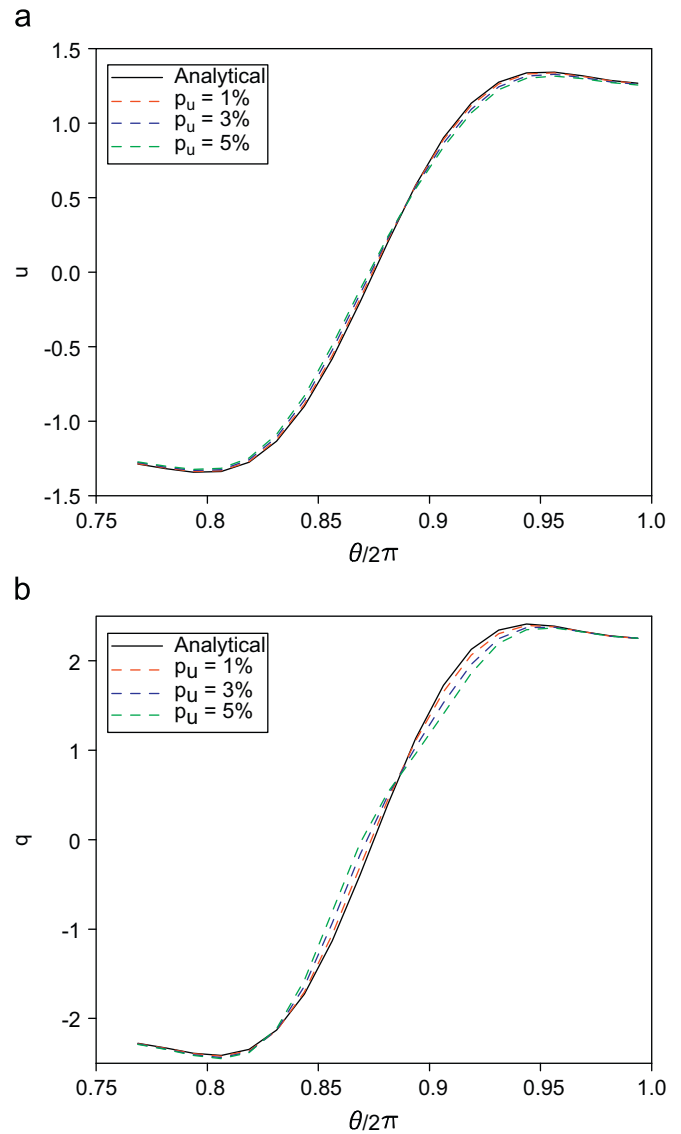 a
1.5
1.0
0.5
0.0
-0.5
-1.0
-1.5
u
Analytical
pᵤ = 1%
pᵤ = 3%
pᵤ = 5%
0.75
0.8
0.85
0.9
0.95
1.0
θ/2π
b
2
1
0
-1
-2
q
Analytical
pᵤ = 1%
pᵤ = 3%
pᵤ = 5%
0.75
0.8
0.85
0.9
0.95
1.0
θ/2π